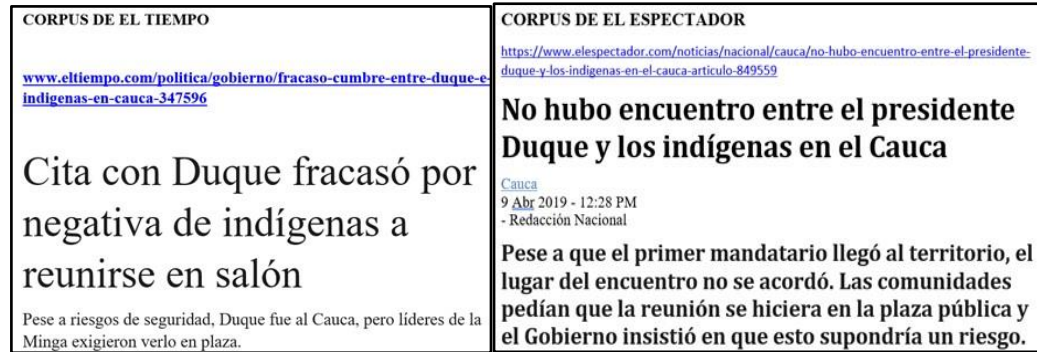 CORPUS DE EL TIEMPO
www.eltiempo.com/politica/gobierno/fracaso-cumbre-entre-duque-e-
indigenas-en-cauca-347596
Cita con Duque fracasó por
negativa de indígenas a
reunirse en salón
Pese a riesgos de seguridad, Duque fue al Cauca, pero líderes de la
Minga exigieron verlo en plaza.
CORPUS DE EL ESPECTADOR
https://www.elespectador.com/noticias/nacional/cauca/no-hubo-encuentro-entre-el-presidente-
duque-y-los-indigenas-en-el-cauca-articulo-849559
No hubo encuentro entre el presidente
Duque y los indígenas en el Cauca
Cauca
9 Abr 2019 - 12:28 PM
- Redacción Nacional
Pese a que el primer mandatario llegó al territorio, el
lugar del encuentro no se acordó. Las comunidades
pedían que la reunión se hiciera en la plaza pública y
el Gobierno insistió en que esto supondría un riesgo.